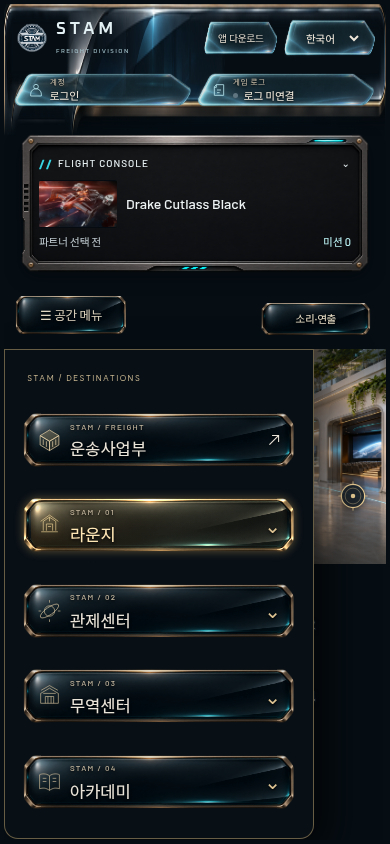 STAM
FREIGHT DIVISION
앱 다운로드
한국어
계정
로그인
게임 로그
로그 미연결
// FLIGHT CONSOLE
Drake Cutlass Black
파트너 선택 전
미션 0
☰ 공간 메뉴
소리·연출
STAM / DESTINATIONS
STAM / FREIGHT
운송사업부
STAM / 01
라운지
STAM / 02
관제센터
STAM / 03
무역센터
STAM / 04
아카데미